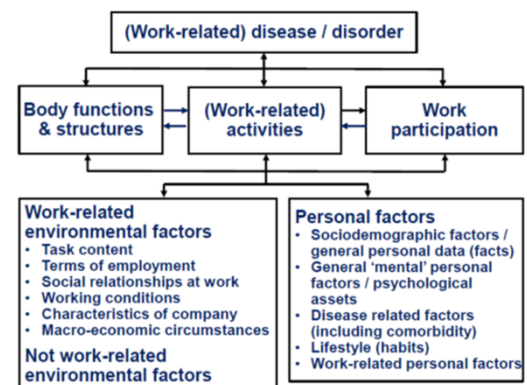 (Work-related) disease / disorder
Body functions
& structures
(Work-related)
activities
Work
participation
Work-related
environmental factors
• Task content
• Terms of employment
• Social relationships at work
• Working conditions
• Characteristics of company
• Macro-economic circumstances
Not work-related
environmental factors
Personal factors
• Sociodemographic factors /
general personal data (facts)
• General ‘mental’ personal
factors / psychological
assets
• Disease related factors
(including comorbidity)
• Lifestyle (habits)
• Work-related personal factors